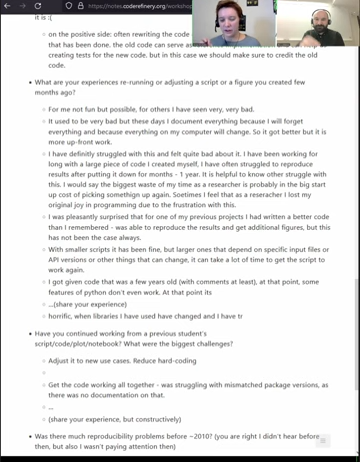 https://notes.coderefinery.org/workshop
it is :(
on the positive side: often rewriting the code
that has been done. the old code can serve as
creating tests for the new code. but in this case we should make sure to credit the old
code.
What are your experiences re-running or adjusting a script or a figure you created few
months ago?
For me not fun but possible, for others I have seen very, very bad.
It used to be very bad but these days I document everything because I will forget
everything and because everything on my computer will change. So it got better but it is
more up-front work.
I have definitly struggled with this and felt quite bad about it. I have been working for
long with a large piece of code I created myself, I have often struggled to reproduce
results after putting it down for months - 1 year. It is helpful to know other struggle with
this. I would say the biggest waste of my time as a researcher is probably in the big start
up cost of picking somethign up again. Soetimes I feel that as a reseracher I lost my
original joy in programming due to the frustration with this.
I was pleasantly surprised that for one of my previous projects I had written a better code
than I remembered - was able to reproduce the results and get additional figures, but this
has not been the case always.
With smaller scripts it has been fine, but larger ones that depend on specific input files or
API versions or other things that can change, it can take a lot of time to get the script to
work again.
I got given code that was a few years old (with comments at least), at that point, some
features of python don't even work. At that point its
...(share your experience)
horrific, when libraries I have used have changed and I have tr
Have you continued working from a previous student's
script/code/plot/notebook? What were the biggest challenges?
Adjust it to new use cases. Reduce hard-coding
Get the code working all together - was struggling with mismatched package versions, as
there was no documentation on that.
...
(share your experience, but constructively)
Was there much reproducibility problems before ~2010? (you are right I didn't hear before
then, but also I wasn't paying attention then)